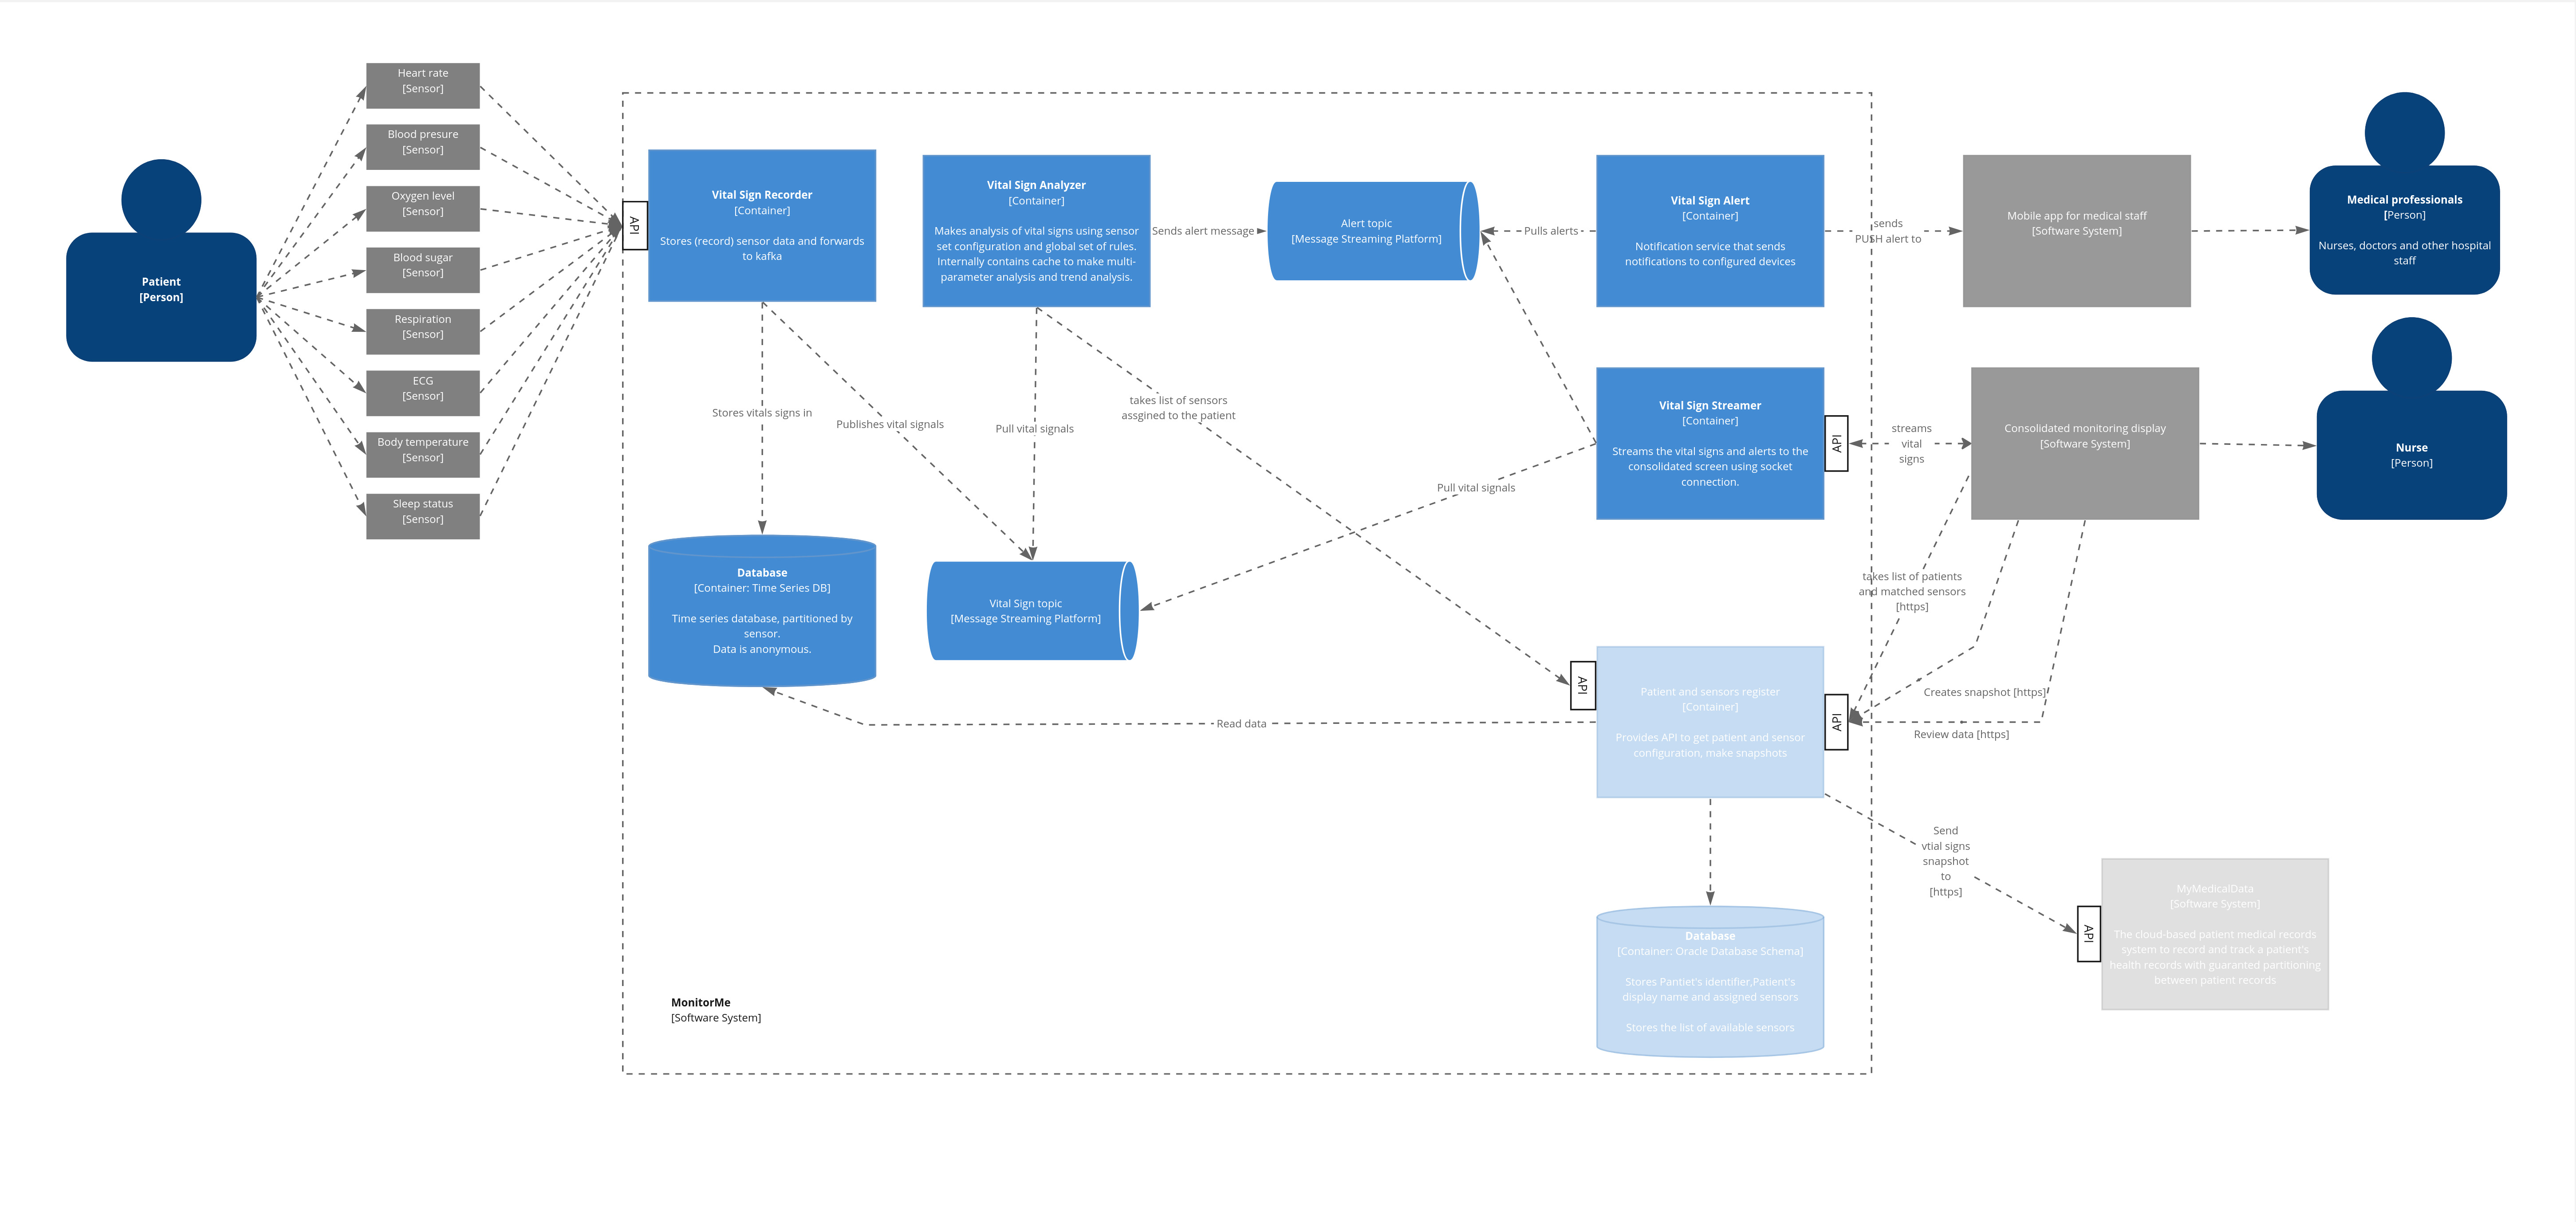 Patient
[Person]
Heart rate
[Sensor]
Blood presure
[Sensor]
Oxygen level
[Sensor]
Blood sugar
[Sensor]
Respiration
[Sensor]
ECG
[Sensor]
Body temperature
[Sensor]
Sleep status
[Sensor]
API
Vital Sign Recorder
[Container]
Stores (record) sensor data and forwards
to kafka
Vital Sign Analyzer
[Container]
Makes analysis of vital signs using sensor
set configuration and global set of rules.
Internally contains cache to make multi-
parameter analysis and trend analysis.
Sends alert message
Alert topic
[Message Streaming Platform]
Pulls alerts
Vital Sign Alert
[Container]
Notification service that sends
notifications to configured devices
sends
PUSH alert to
Mobile app for medical staff
[Software System]
Medical professionals
[Person]
Nurses, doctors and other hospital
staff
Stores vitals signs in
Publishes vital signals
Pull vital signals
takes list of sensors
assgined to the patient
Pull vital signals
Vital Sign Streamer
[Container]
Streams the vital signs and alerts to the
consolidated screen using socket
connection.
API
streams
vital
signs
Consolidated monitoring display
[Software System]
Nurse
[Person]
Database
[Container: Time Series DB]
Time series database, partitioned by
sensor.
Data is anonymous.
Vital Sign topic
[Message Streaming Platform]
takes list of patients
and matched sensors
[https]
Read data
API
Patient and sensors register
[Container]
Provides API to get patient and sensor
configuration, make snapshots
API
Creates snapshot [https]
Review data [https]
Send
vtial signs
snapshot
to
[https]
API
MyMedicalData
[Software System]
The cloud-based patient medical records
system to record and track a patient's
health records with guaranted partitioning
between patient records
Database
[Container: Oracle Database Schema]
Stores Pantiet's identifier,Patient's
display name and assigned sensors
Stores the list of available sensors
MonitorMe
[Software System]